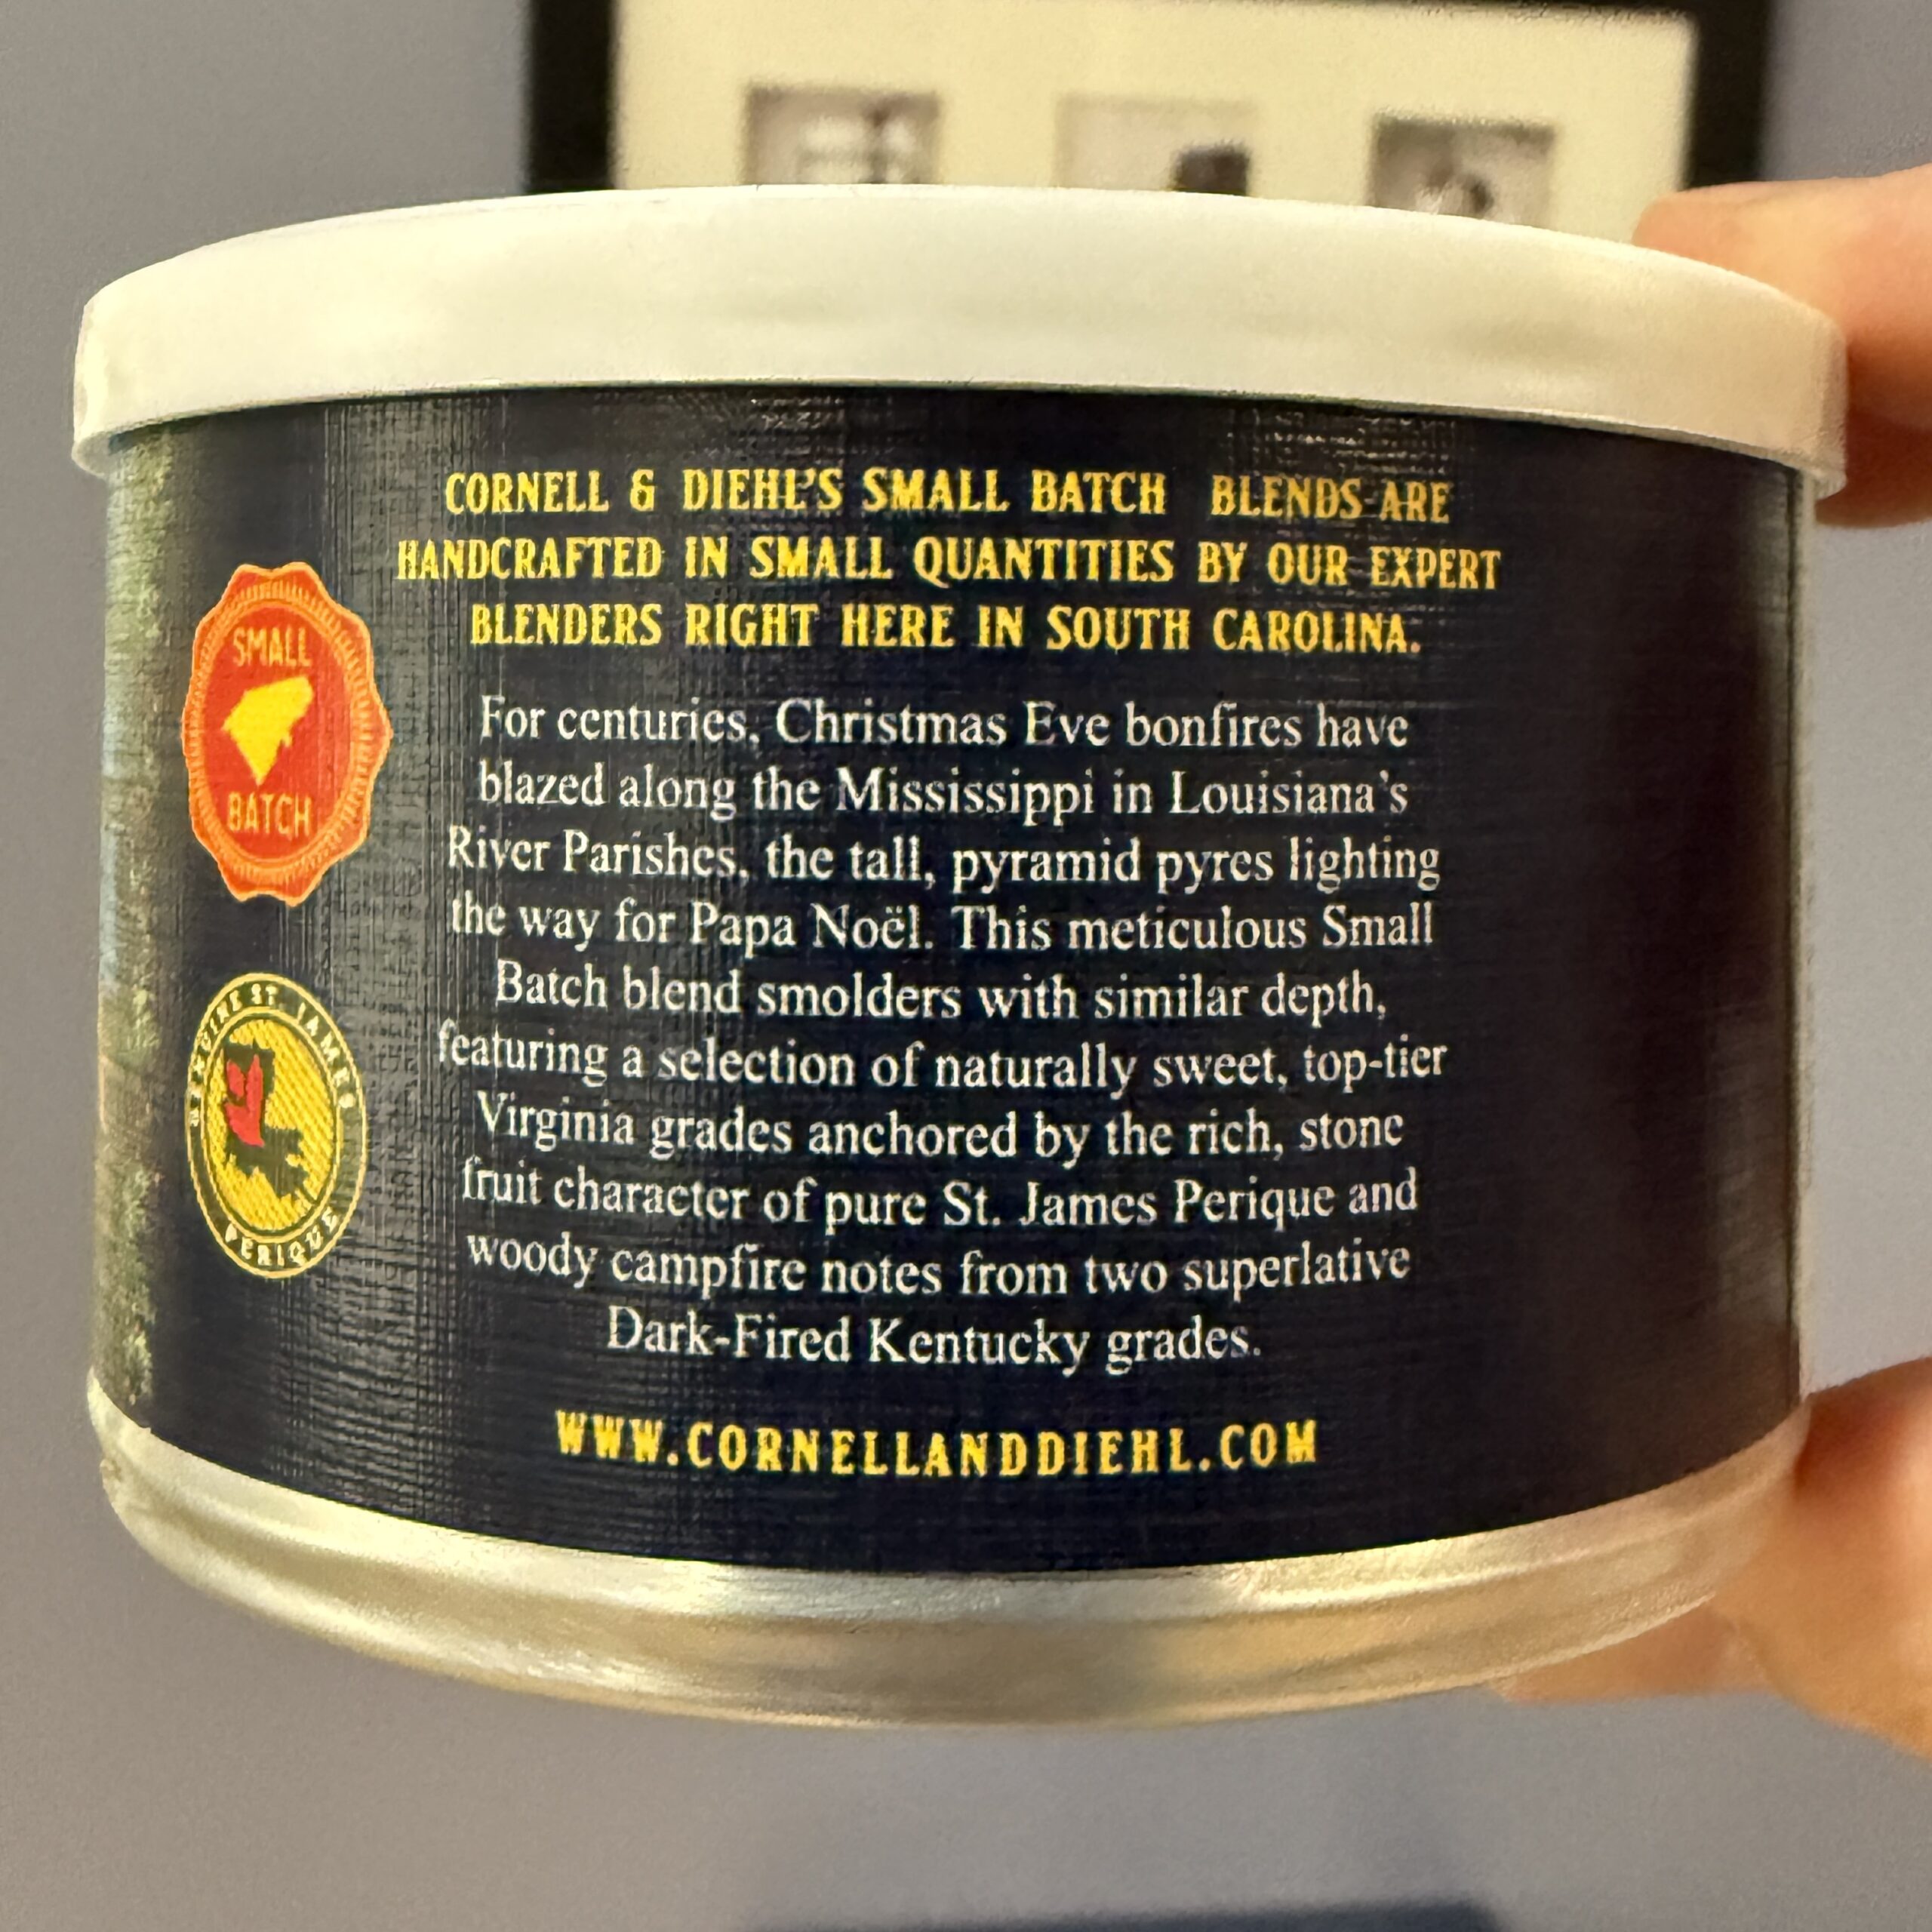 CORNELL & DIEHL'S SMALL BATCH BLENDS ARE
HANDCRAFTED IN SMALL QUANTITIES BY OUR EXPERT
BLENDERS RIGHT HERE IN SOUTH CAROLINA.
SMALL
BATCH
For centuries, Christmas Eve bonfires have
blazed along the Mississippi in Louisiana's
River Parishes, the tall, pyramid pyres lighting
the way for Papa Noël. This meticulous Small
Batch blend smolders with similar depth,
featuring a selection of naturally sweet, top-tier
Virginia grades anchored by the rich, stone
fruit character of pure St. James Perique and
woody campfire notes from two superlative
Dark-Fired Kentucky grades.
GENUINE ST. JAMES
PERIQUE
WWW.CORNELLANDDIEHL.COM